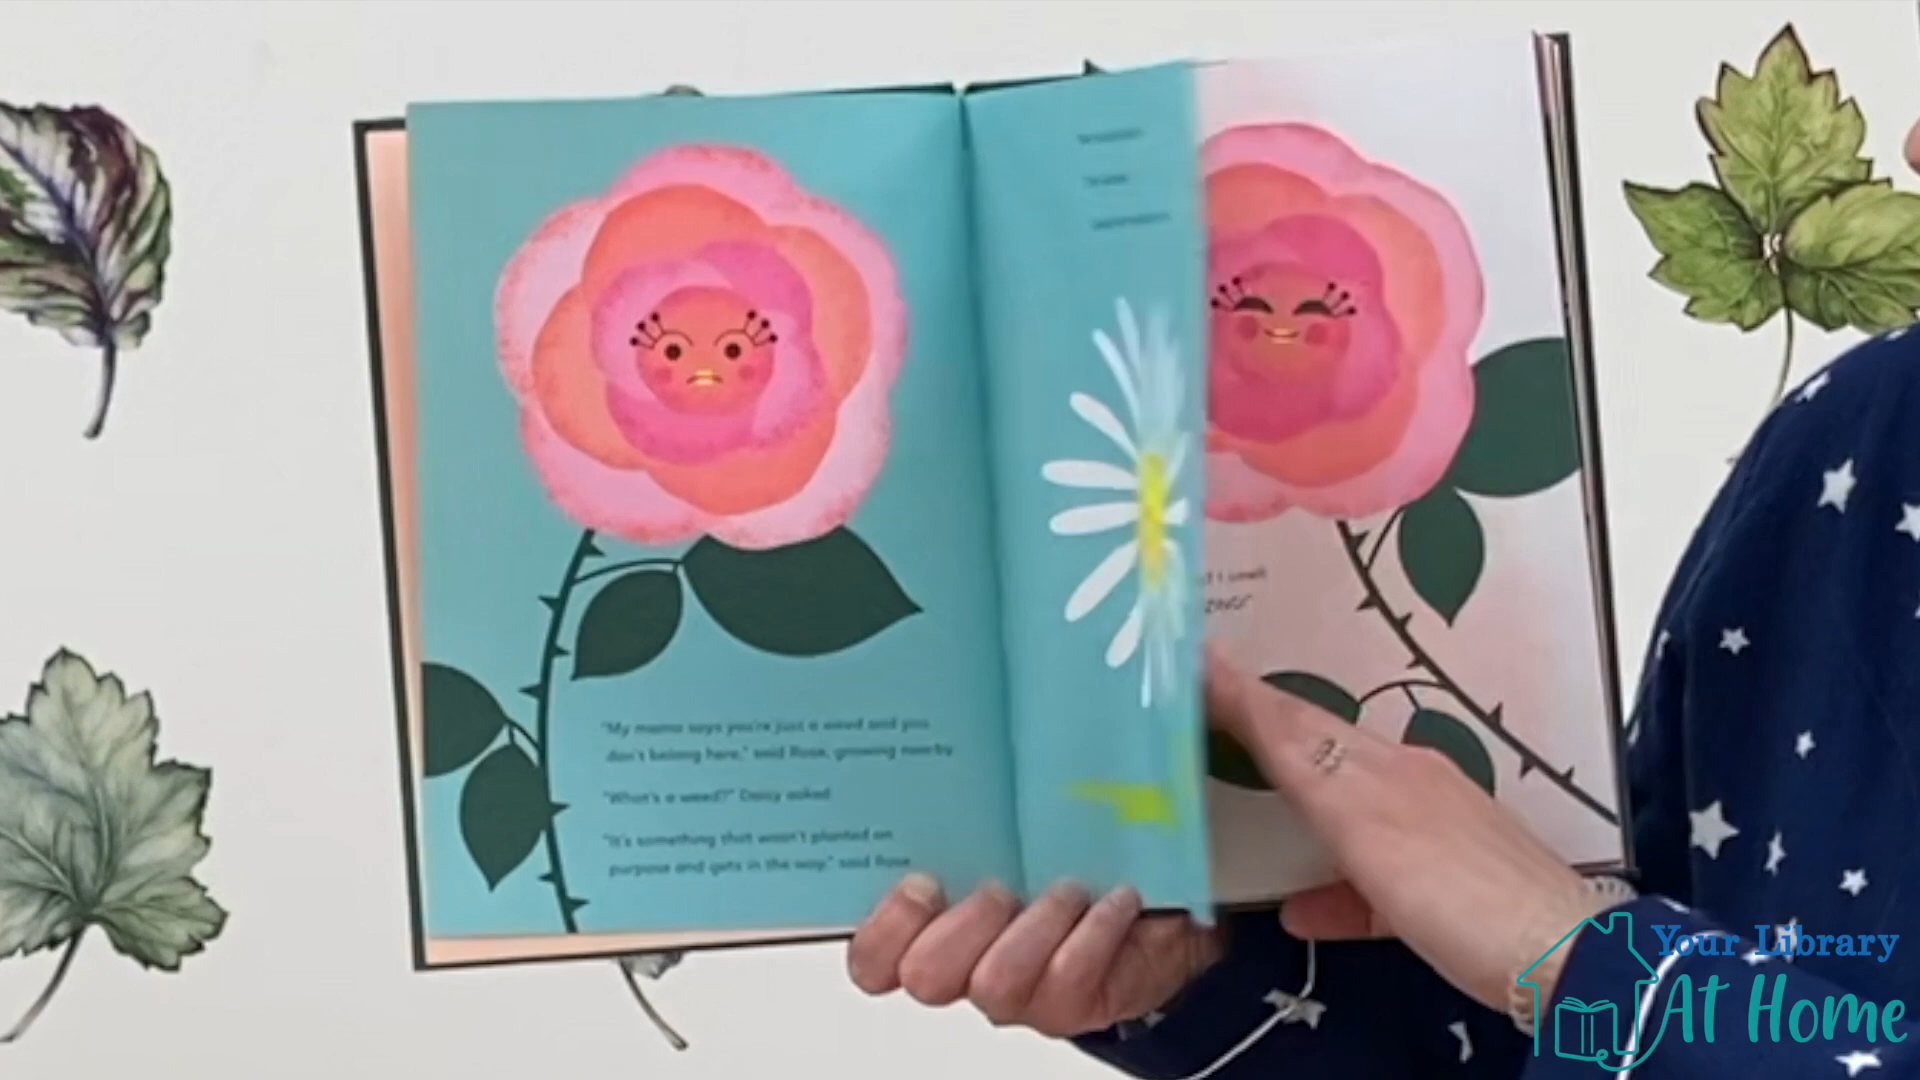 "My mama says you're just a weed and you
don't belong here," said Rose, growing nearby.
"What's a weed?" Daisy asked.
"It's something that wasn't planted on
purpose and gets in the way," said Rose
I smell
Your Library
At Home